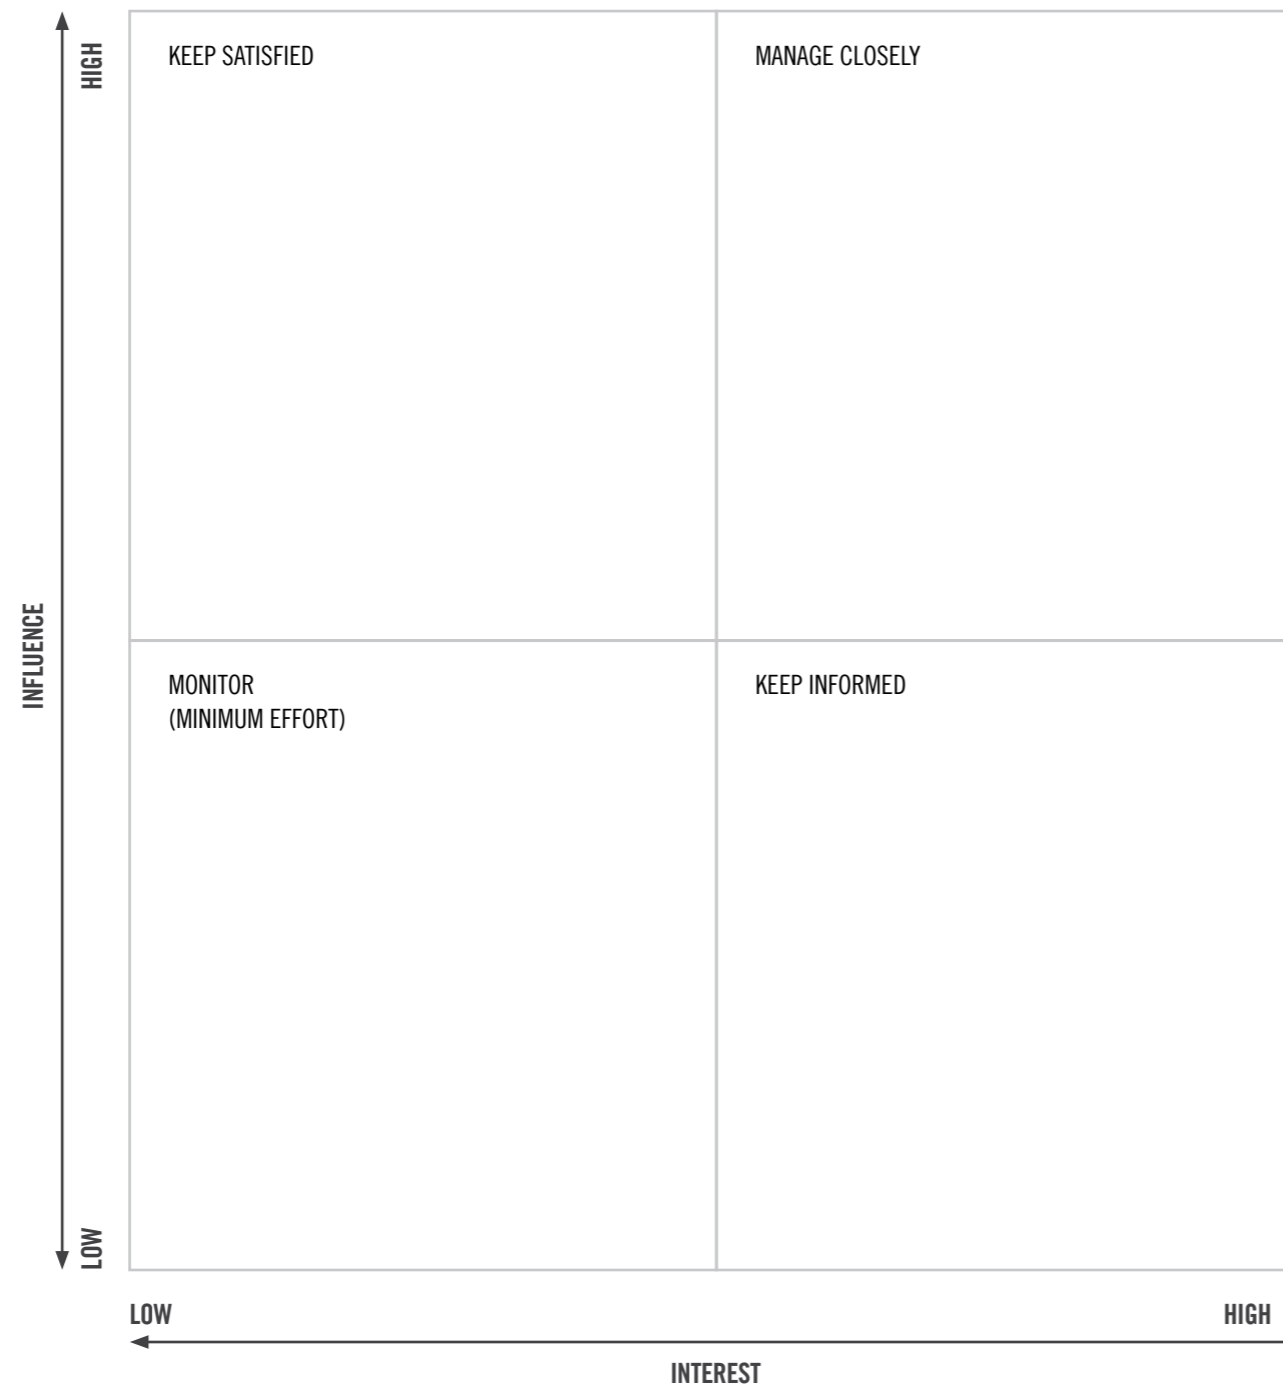 HIGH
KEEP SATISFIED
MANAGE CLOSELY
INFLUENCE
MONITOR
(MINIMUM EFFORT)
KEEP INFORMED
LOW
LOW
HIGH
INTEREST